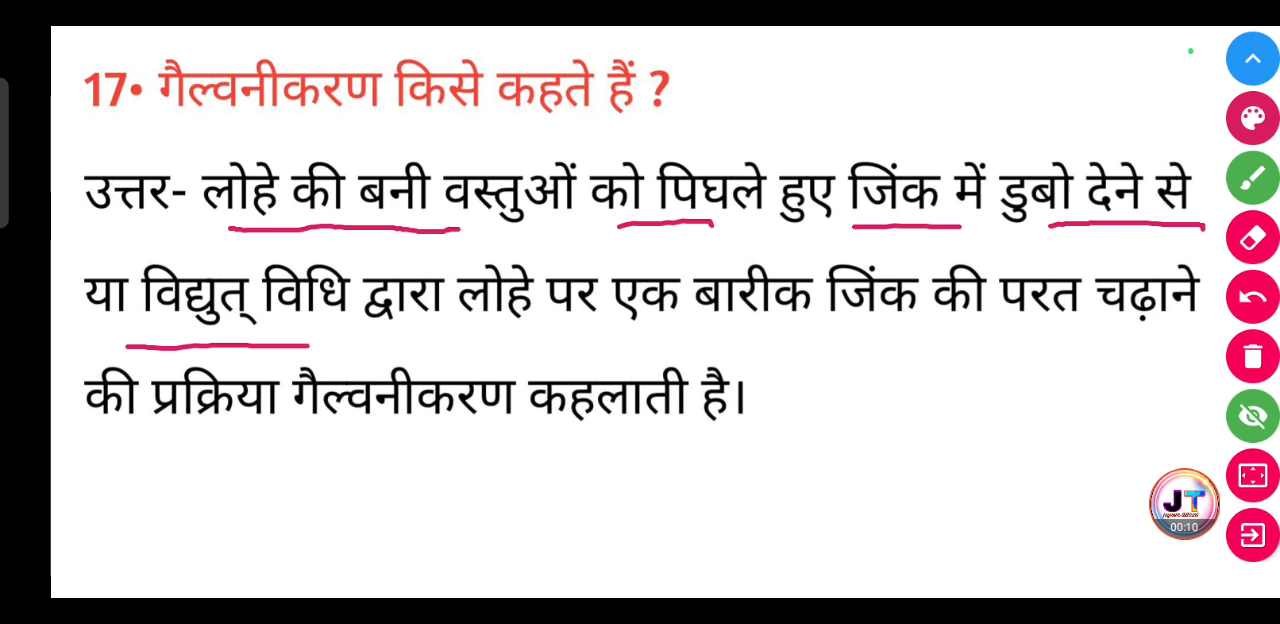 17• गैल्वनीकरण किसे कहते हैं ?
उत्तर- लोहे की बनी वस्तुओं को पिघले हुए जिंक में डुबो देने से
या विद्युत् विधि द्वारा लोहे पर एक बारीक जिंक की परत चढ़ाने
की प्रक्रिया गैल्वनीकरण कहलाती है।
JT
00:10